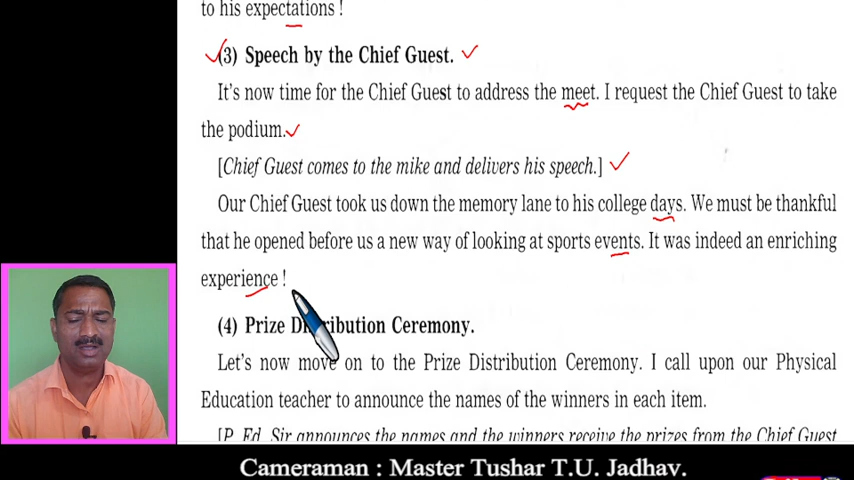 to his expectations !
(3) Speech by the Chief Guest.
It's now time for the Chief Guest to address the meet. I request the Chief Guest to take
the podium.
[Chief Guest comes to the mike and delivers his speech.]
Our Chief Guest took us down the memory lane to his college days. We must be thankful
that he opened before us a new way of looking at sports events. It was indeed an enriching
experience !
(4) Prize Distribution Ceremony.
Let's now move on to the Prize Distribution Ceremony. I call upon our Physical
Education teacher to announce the names of the winners in each item.
[P. Ed. Sir announces the names and the winners receive the prizes from the Chief Guest
Cameraman : Master Tushar T.U. Jadhav.